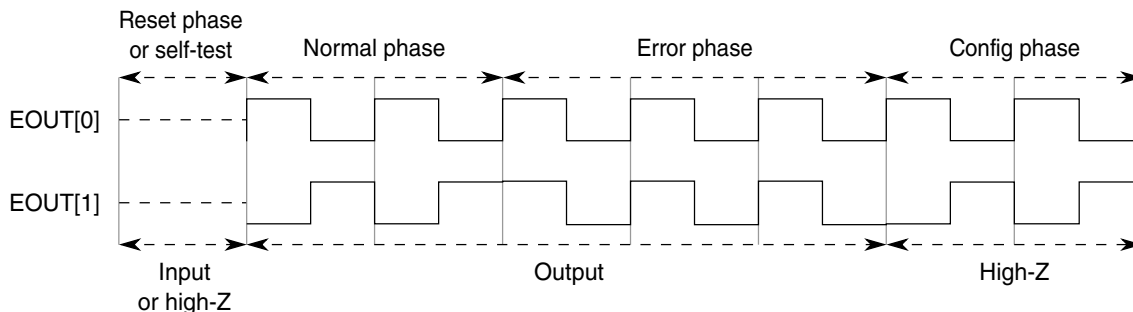 Reset phase
or self-test
Normal phase
Error phase
Config phase
EOUT[0]
EOUT[1]
Input
or high-Z
Output
High-Z